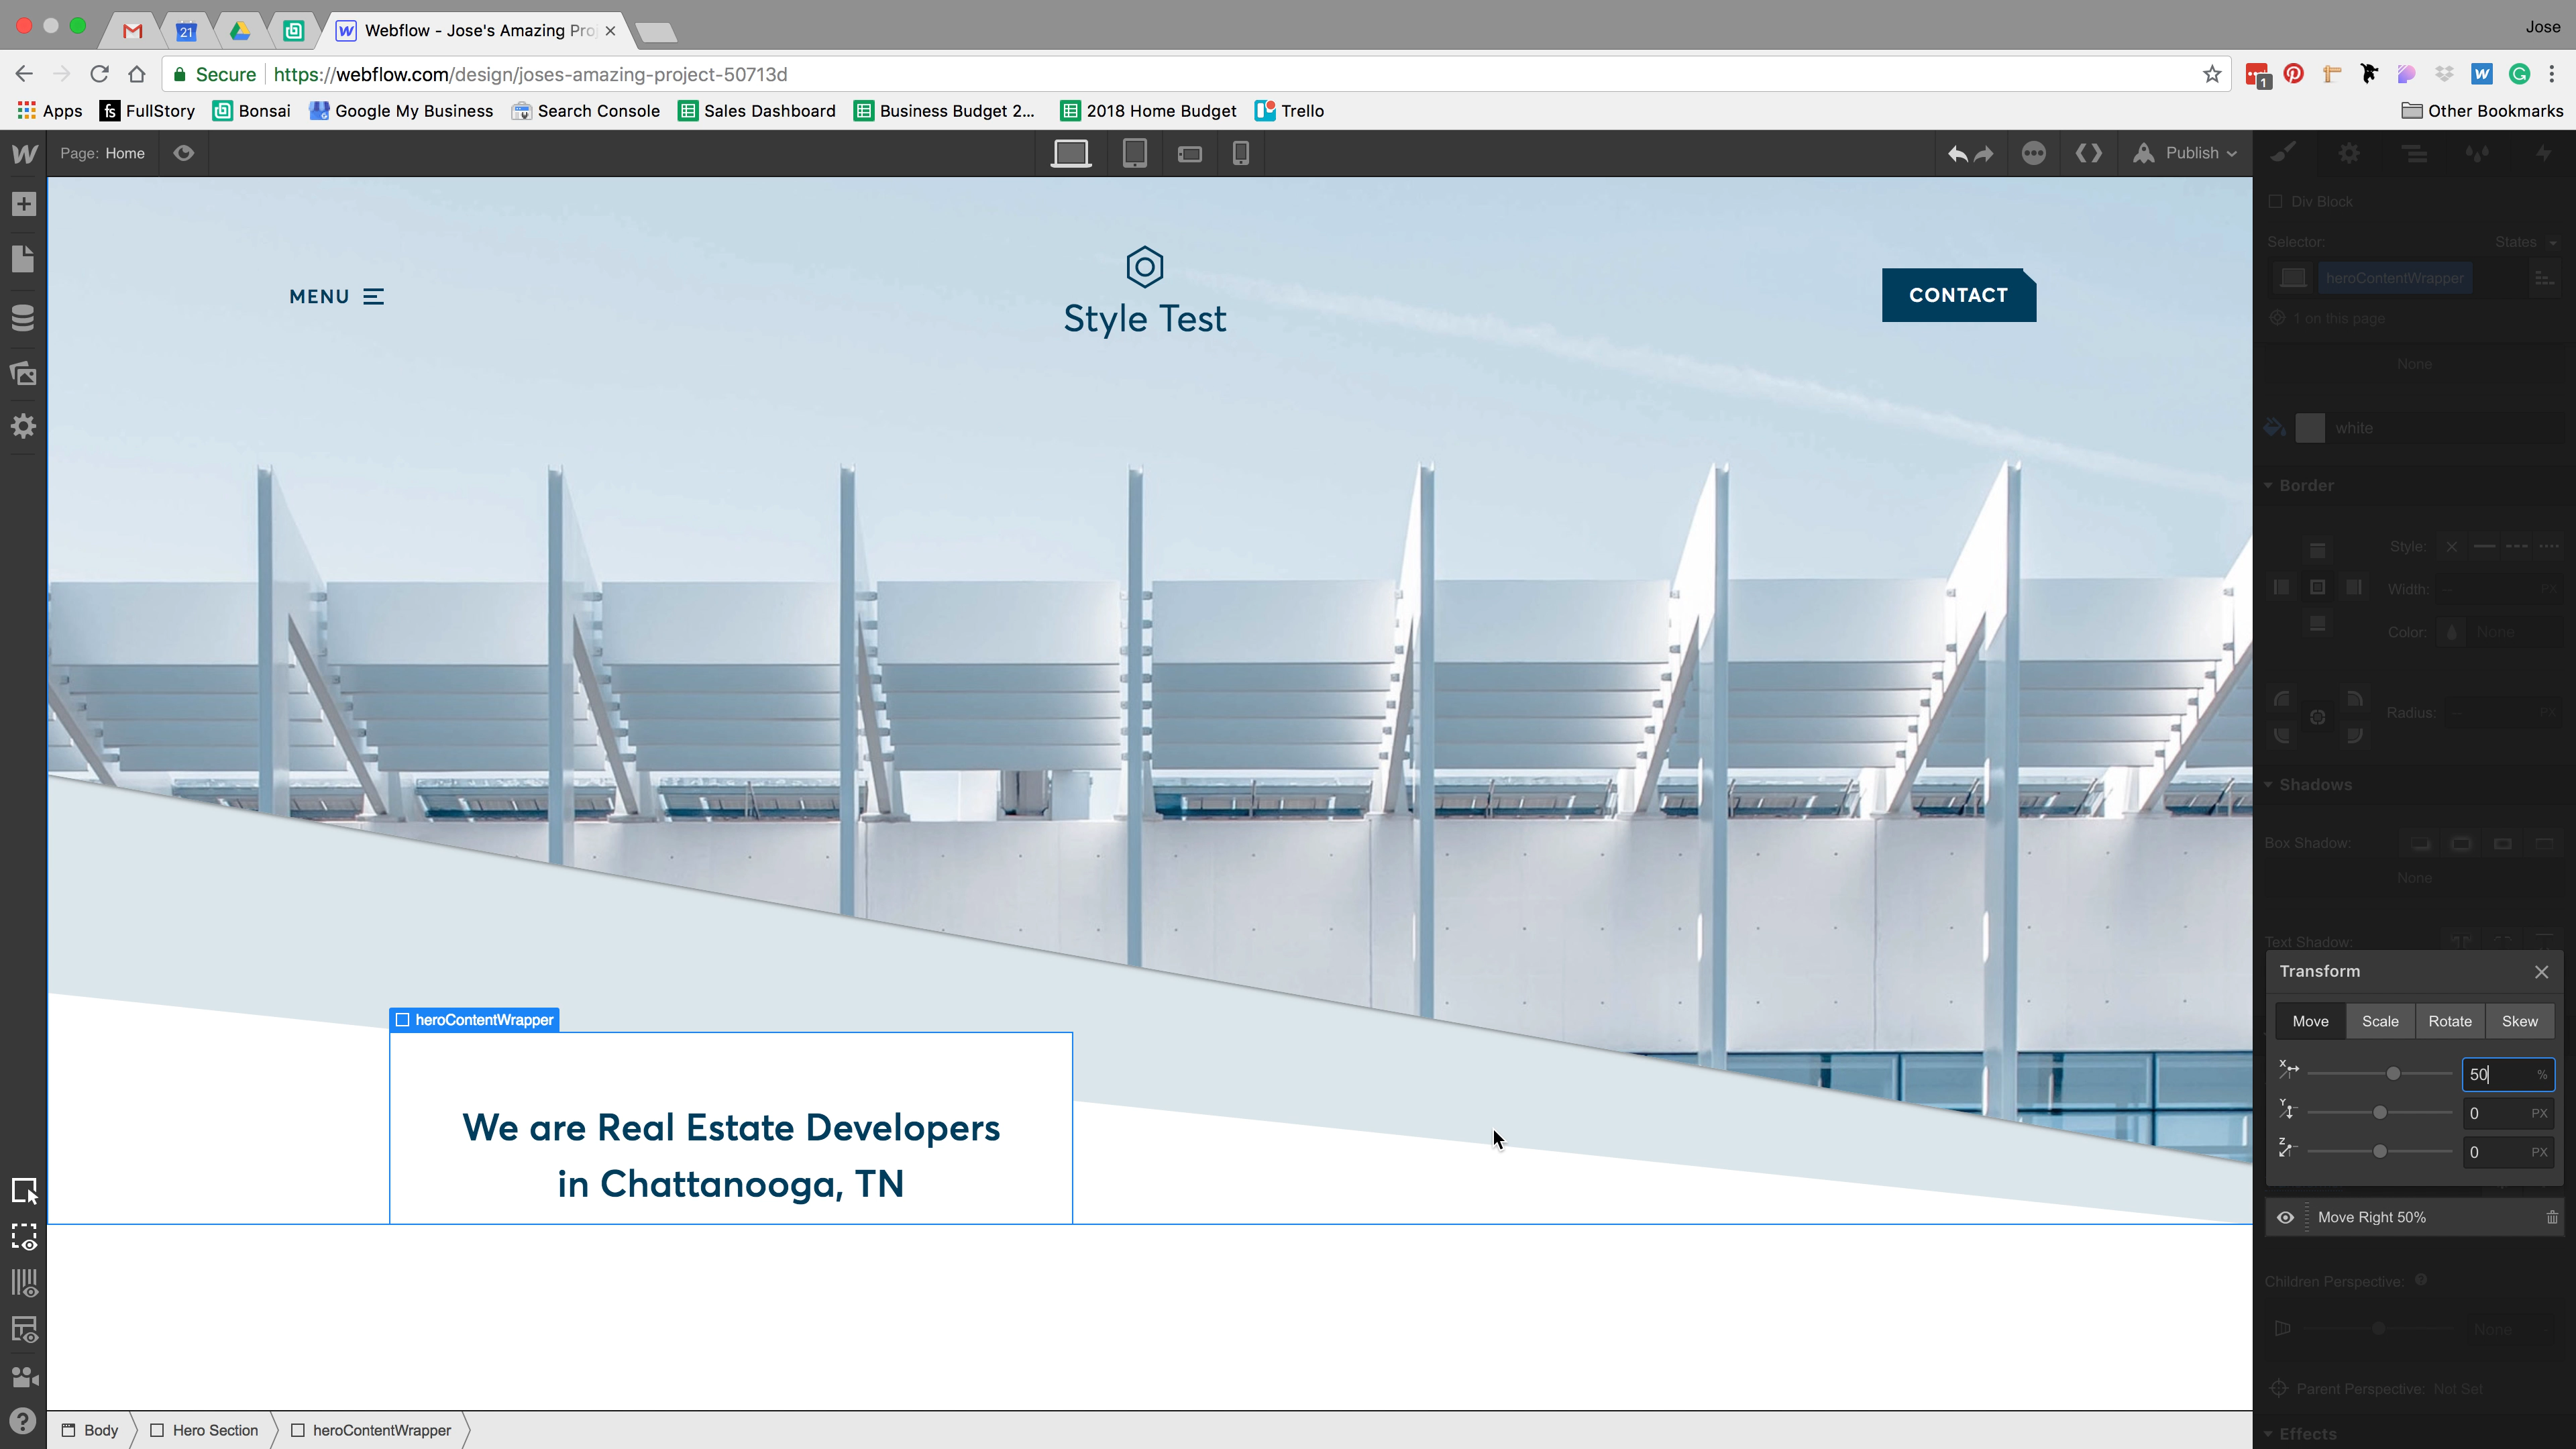 Webflow - Jose's Amazing Pro
Jose
Secure https://webflow.com/design/joses-amazing-project-50713d
1
Apps
fs FullStory
Bonsai
Google My Business
Search Console
Sales Dashboard
Business Budget 2...
2018 Home Budget
Trello
Other Bookmarks
Page: Home
Publish
Div Block
Selector:
States
heroContentWrapper
1 on this page
None
white
Border
Style:
Width:
PX
Color:
None
Radius:
PX
Shadows
Box Shadow:
None
Text Shadow:
MENU
Style Test
CONTACT
heroContentWrapper
We are Real Estate Developers
in Chattanooga, TN
Transform
Move
Scale
Rotate
Skew
X
50 %
Y
0 PX
Z
0 PX
Move Right 50%
Children Perspective:
None
Parent Perspective: Not Set
Effects
Body
Hero Section
heroContentWrapper